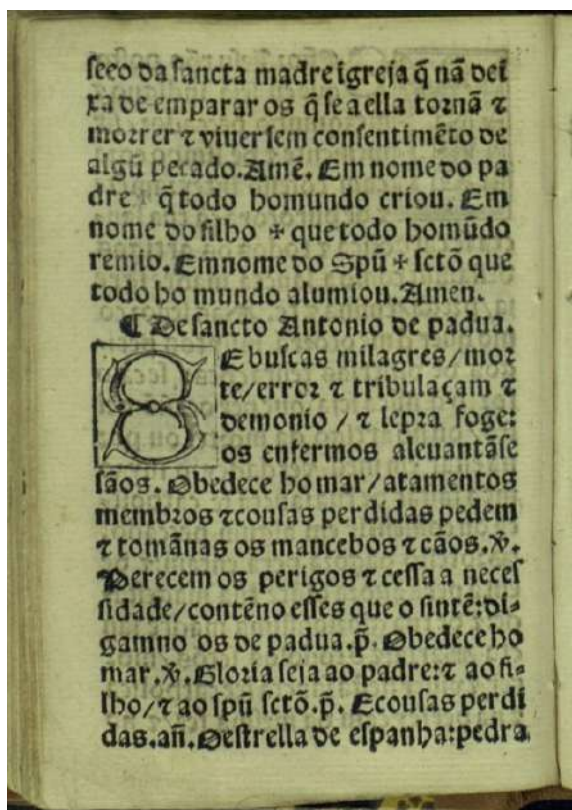 seeo da sancta madre igreja q̃ nã dei
xa de emparar os q̃ se a ella tornã ⁊
morrer ⁊ viuer sem consentimẽto de
algũ pecado. Amẽ. Em nome do pa
dre + q̃ todo ho mundo criou. Em
nome do filho + que todo ho mũdo
remio. Em nome do Spũ + sctõ que
todo ho mundo alumiou. Amen.
¶ De sancto Antonio de padua.
SE buscas milagres/mor
te/error ⁊ tribulaçam ⁊
demonio / ⁊ lepra foge:
os enfermos aleuantãse
sãos. Obedece ho mar/atamentos
membros ⁊ cousas perdidas pedem
⁊ tomãnas os mancebos ⁊ cãos. ℣.
Perecem os perigos ⁊ cessa a neces
sidade/contẽno esses que o sintẽ: di⸗
gamno os de padua. p̃. Obedece ho
mar. ℣. Gloria seja ao padre: ⁊ ao fi⸗
lho/ ⁊ ao spũ sctõ. p̃. E cousas perdi
das. añ. O estrella de espanha: pedra